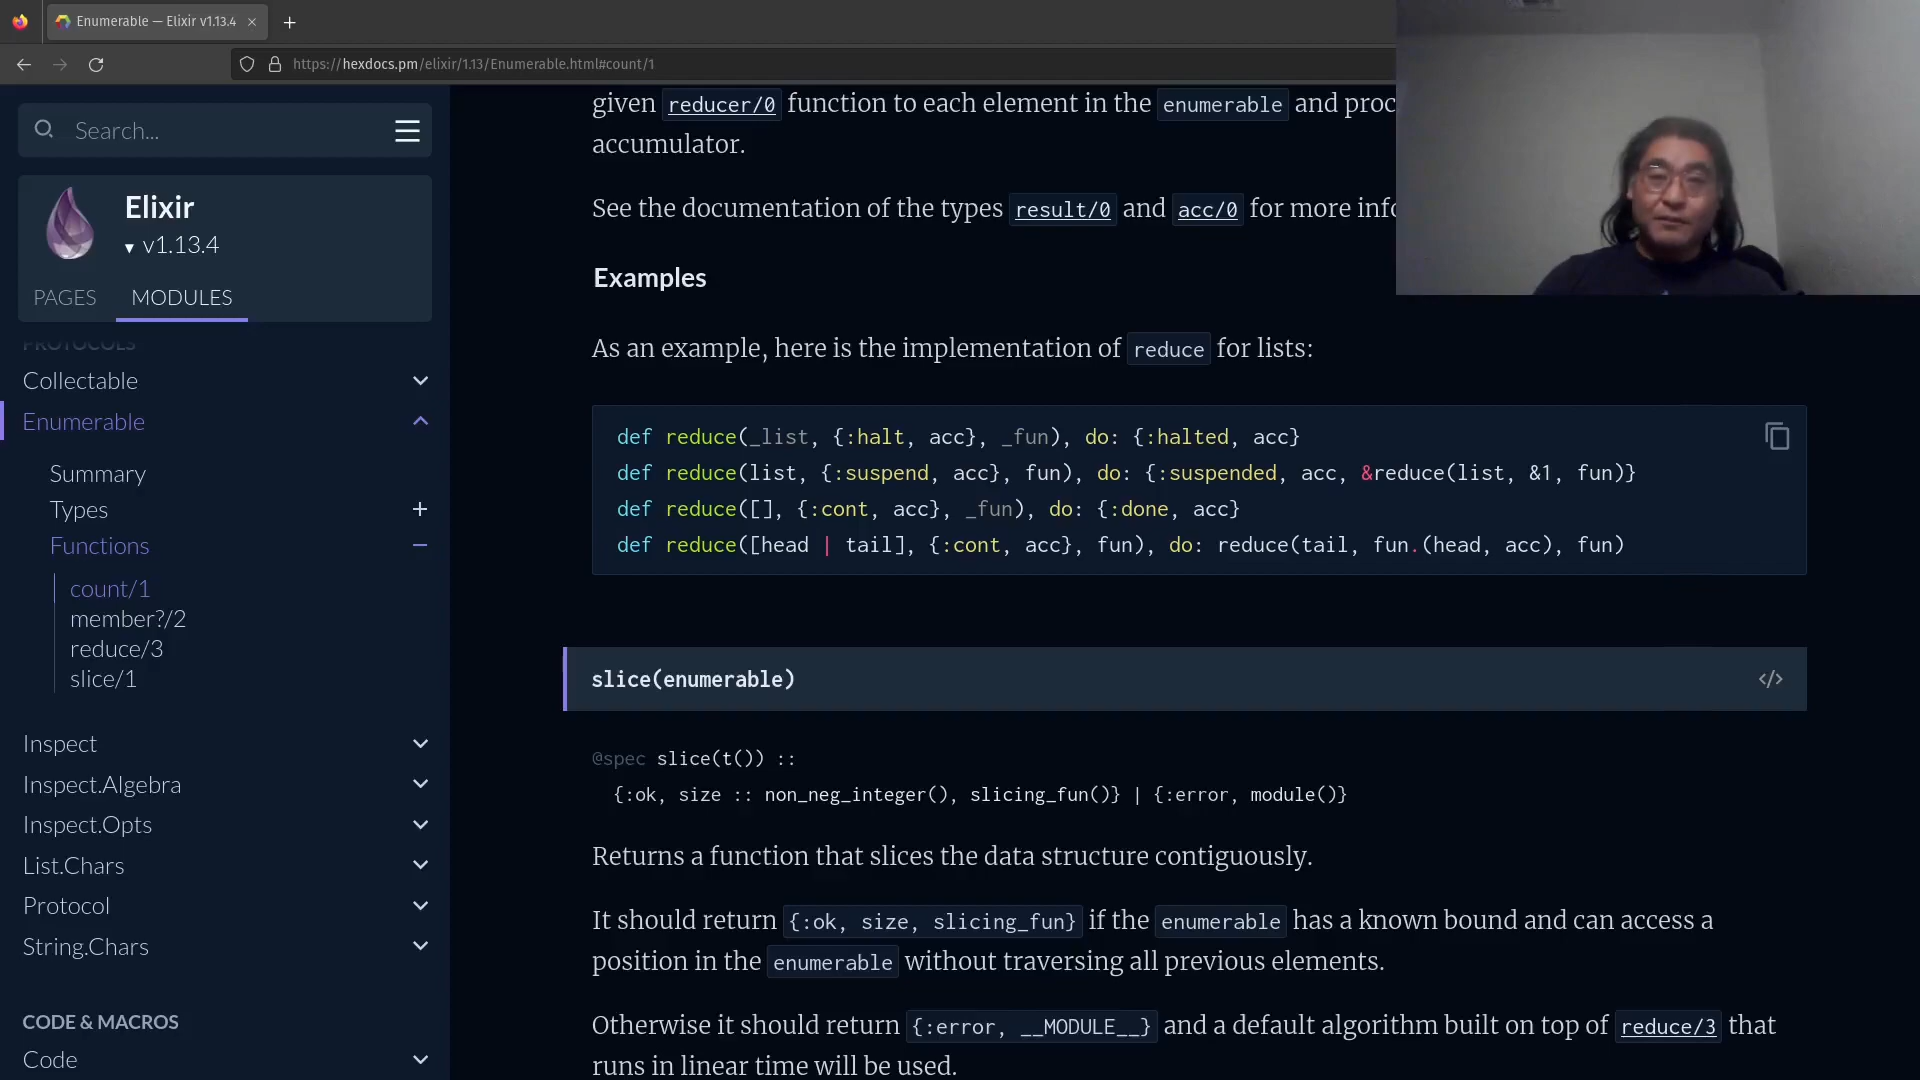 Enumerable — Elixir v1.13.4
https://hexdocs.pm/elixir/1.13/Enumerable.html#count/1
Search...
Elixir
v1.13.4
PAGES
MODULES
PROTOCOLS
Collectable
Enumerable
Summary
Types
Functions
count/1
member?/2
reduce/3
slice/1
Inspect
Inspect.Algebra
Inspect.Opts
List.Chars
Protocol
String.Chars
CODE & MACROS
Code
given reducer/0 function to each element in the enumerable and proc
accumulator.
See the documentation of the types result/0 and acc/0 for more info
Examples
As an example, here is the implementation of reduce for lists:
def reduce(_list, {:halt, acc}, _fun), do: {:halted, acc}
def reduce(list, {:suspend, acc}, fun), do: {:suspended, acc, &reduce(list, &1, fun)}
def reduce([], {:cont, acc}, _fun), do: {:done, acc}
def reduce([head | tail], {:cont, acc}, fun), do: reduce(tail, fun.(head, acc), fun)
slice(enumerable)
</>
@spec slice(t()) ::
{:ok, size :: non_neg_integer(), slicing_fun()} | {:error, module()}
Returns a function that slices the data structure contiguously.
It should return {:ok, size, slicing_fun} if the enumerable has a known bound and can access a
position in the enumerable without traversing all previous elements.
Otherwise it should return {:error, __MODULE__} and a default algorithm built on top of reduce/3 that
runs in linear time will be used.